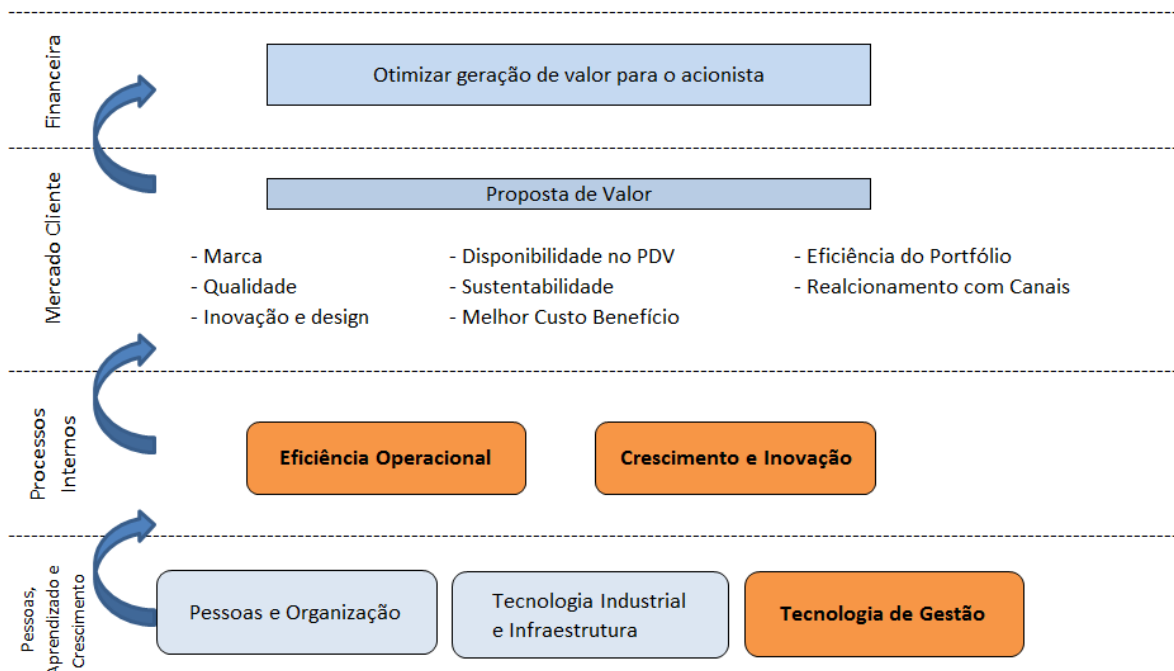 Financeira
Otimizar geração de valor para o acionista
Mercado Cliente
Proposta de Valor
- Marca
- Qualidade
- Inovação e design
- Disponibilidade no PDV
- Sustentabilidade
- Melhor Custo Benefício
- Eficiência do Portfólio
- Realcionamento com Canais
Processos
Internos
Eficiência Operacional
Crescimento e Inovação
Pessoas,
Aprendizado e
Crescimento
Pessoas e Organização
Tecnologia Industrial
e Infraestrutura
Tecnologia de Gestão